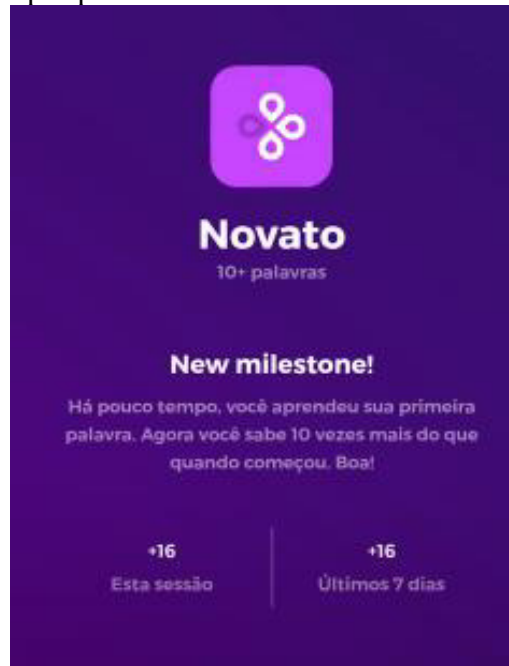 Novato
10+ palavras
New milestone!
Há pouco tempo, você aprendeu sua primeira
palavra. Agora você sabe 10 vezes mais do que
quando começou. Boa!
+16
Esta sessão
+16
Últimos 7 dias